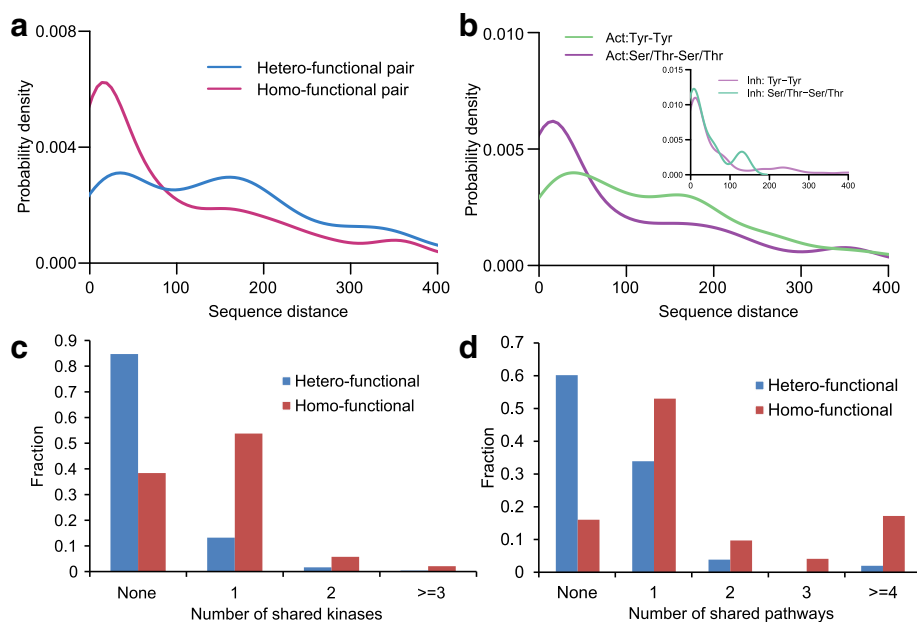 a
0.008
0.004
0.000
Probability density
Hetero-functional pair
Homo-functional pair
0 100 200 300 400
Sequence distance
b
0.010
0.005
0.000
Probability density
Act:Tyr-Tyr
Act:Ser/Thr-Ser/Thr
0.015
0.010
0.005
0.000
Inh: Tyr−Tyr
Inh: Ser/Thr−Ser/Thr
0 100 200 300 400
0 100 200 300 400
Sequence distance
c
0.9
0.8
0.7
0.6
0.5
0.4
0.3
0.2
0.1
0
Fraction
Hetero-functional
Homo-functional
None 1 2 >=3
Number of shared kinases
d
0.7
0.6
0.5
0.4
0.3
0.2
0.1
0
Fraction
Hetero-functional
Homo-functional
None 1 2 3 >=4
Number of shared pathways